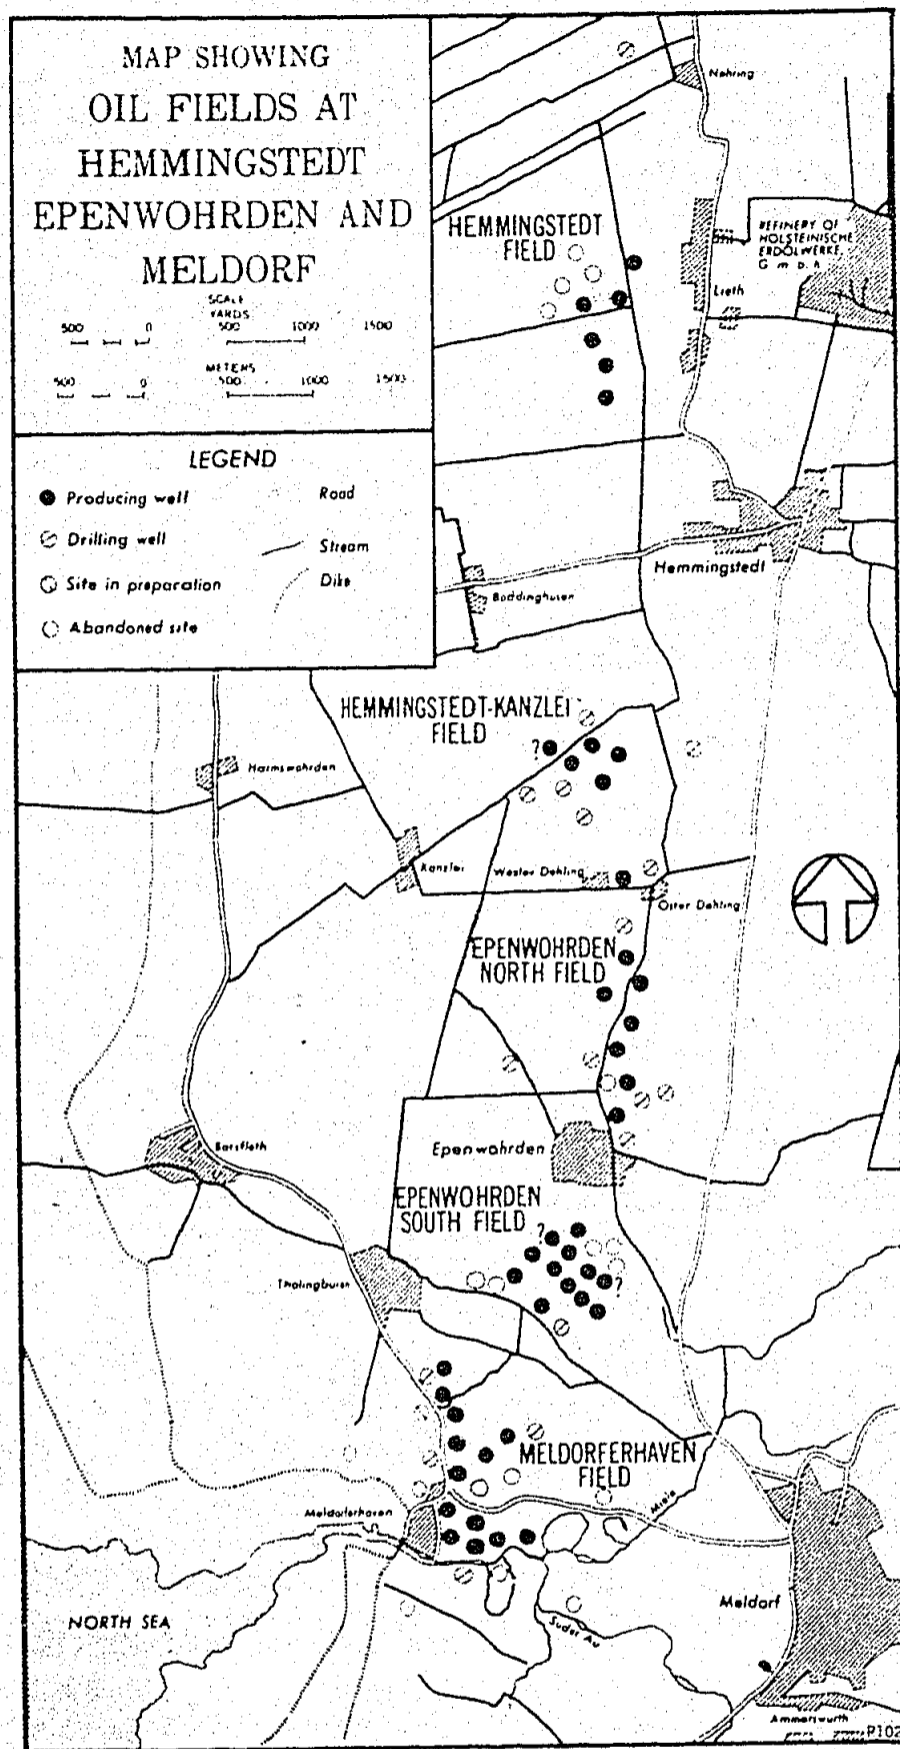 MAP SHOWING
OIL FIELDS AT
HEMMINGSTEDT
EPENWOHRDEN AND
MELDORF
SCALE
YARDS
500 0 500 1000 1500
METERS
500 0 500 1000 1500
LEGEND
Producing well
Drilling well
Site in preparation
Abandoned site
Road
Stream
Dike
Nehring
HEMMINGSTEDT
FIELD
REFINERY OF
HOLSTEINISCHE
ERDOLWERKE,
G m b h
Lieth
Hemmingstedt
Boddinghusen
HEMMINGSTEDT-KANZLEI
FIELD
?
Harmswohrden
Kanzlei
Wester Dehling
Oster Dehling
EPENWOHRDEN
NORTH FIELD
Barsfleth
Epenwohrden
EPENWOHRDEN
SOUTH FIELD
?
?
Thalingburen
MELDORFERHAVEN
FIELD
Miele
Meldorferhaven
Meldorf
NORTH SEA
Suder Au
Ammerswurth
P102